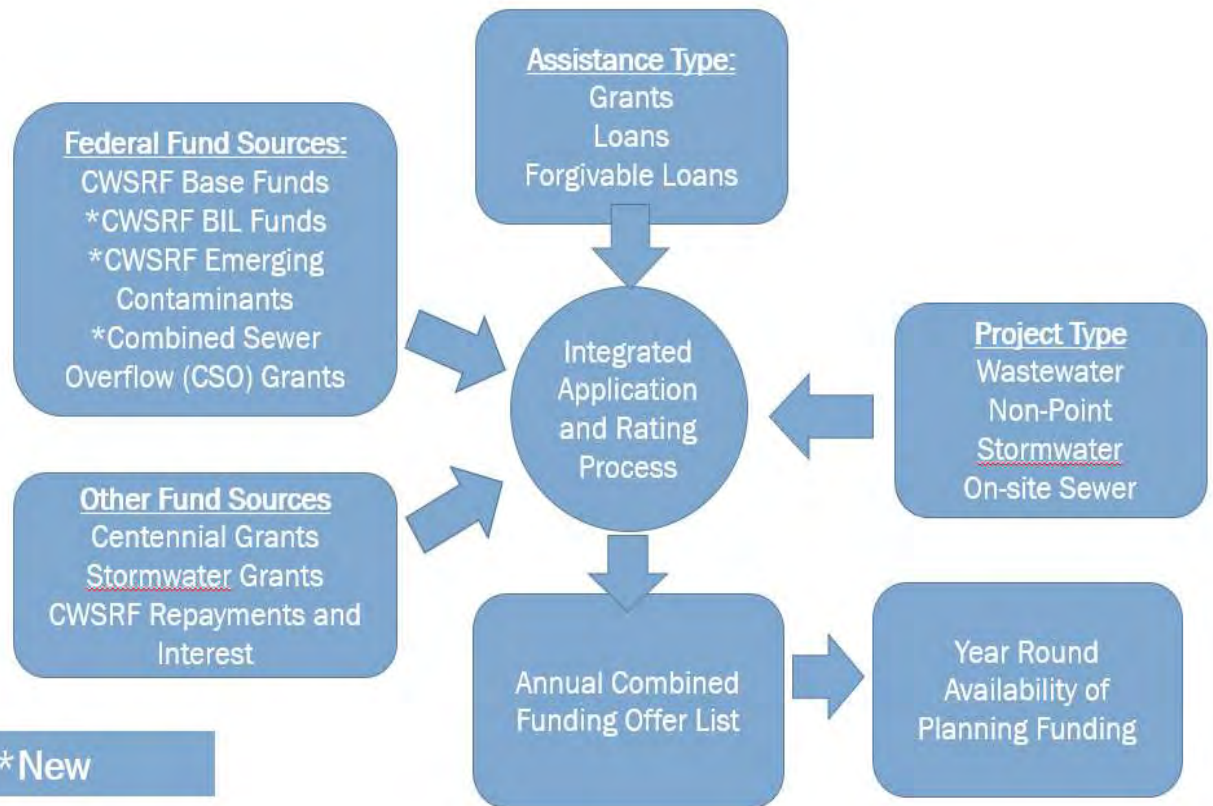 Assistance Type:
Grants
Loans
Forgivable Loans
Federal Fund Sources:
CWSRF Base Funds
*CWSRF BIL Funds
*CWSRF Emerging
Contaminants
*Combined Sewer
Overflow (CSO) Grants
Integrated
Application
and Rating
Process
Project Type
Wastewater
Non-Point
Stormwater
On-site Sewer
Other Fund Sources
Centennial Grants
Stormwater Grants
CWSRF Repayments and
Interest
Annual Combined
Funding Offer List
Year Round
Availability of
Planning Funding
*New